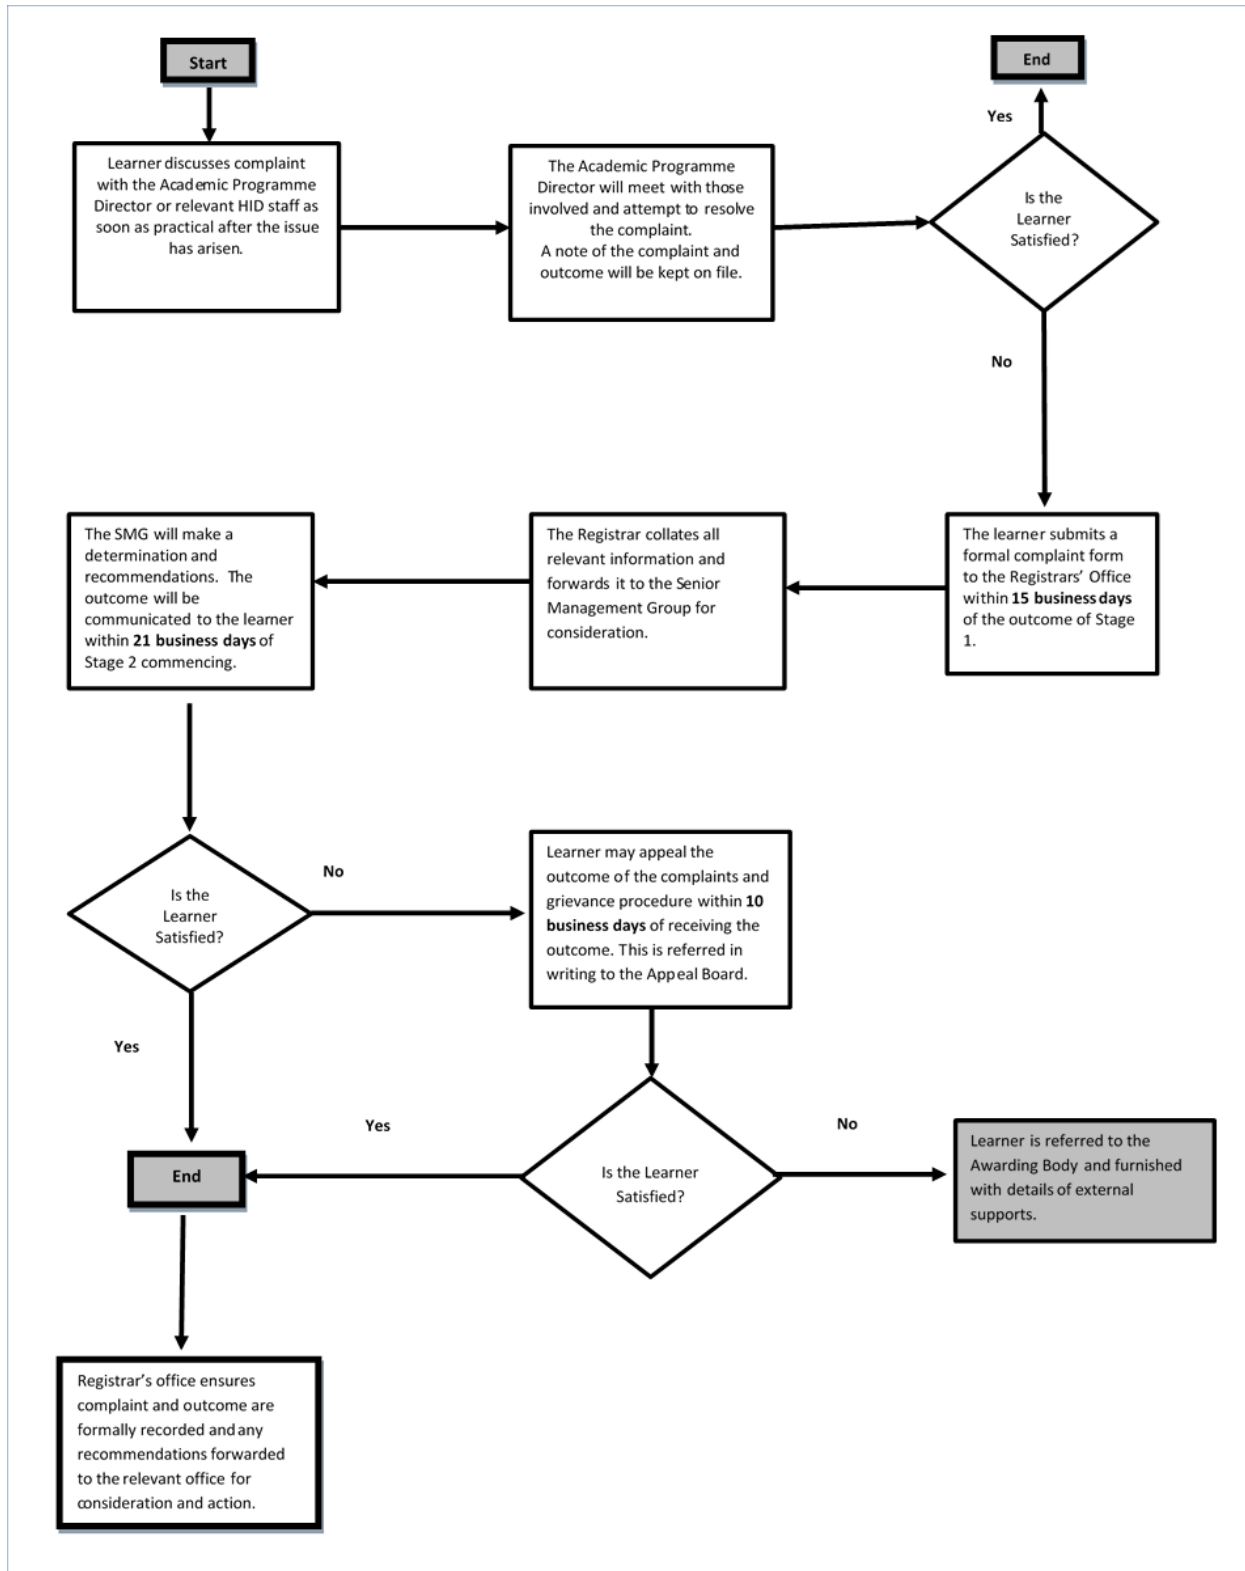 Start
End
Learner discusses complaint
with the Academic Programme
Director or relevant HID staff as
soon as practical after the issue
has arisen.
The Academic Programme
Director will meet with those
involved and attempt to resolve
the complaint.
A note of the complaint and
outcome will be kept on file.
Yes
Is the
Learner
Satisfied?
No
The learner submits a
formal complaint form
to the Registrars’ Office
within 15 business days
of the outcome of Stage
1.
The Registrar collates all
relevant information and
forwards it to the Senior
Management Group for
consideration.
The SMG will make a
determination and
recommendations. The
outcome will be
communicated to the learner
within 21 business days of
Stage 2 commencing.
Is the
Learner
Satisfied?
No
Learner may appeal the
outcome of the complaints and
grievance procedure within 10
business days of receiving the
outcome. This is referred in
writing to the Appeal Board.
Yes
Yes
Is the Learner
Satisfied?
No
Learner is referred to the
Awarding Body and furnished
with details of external
supports.
End
Registrar’s office ensures
complaint and outcome are
formally recorded and any
recommendations forwarded
to the relevant office for
consideration and action.